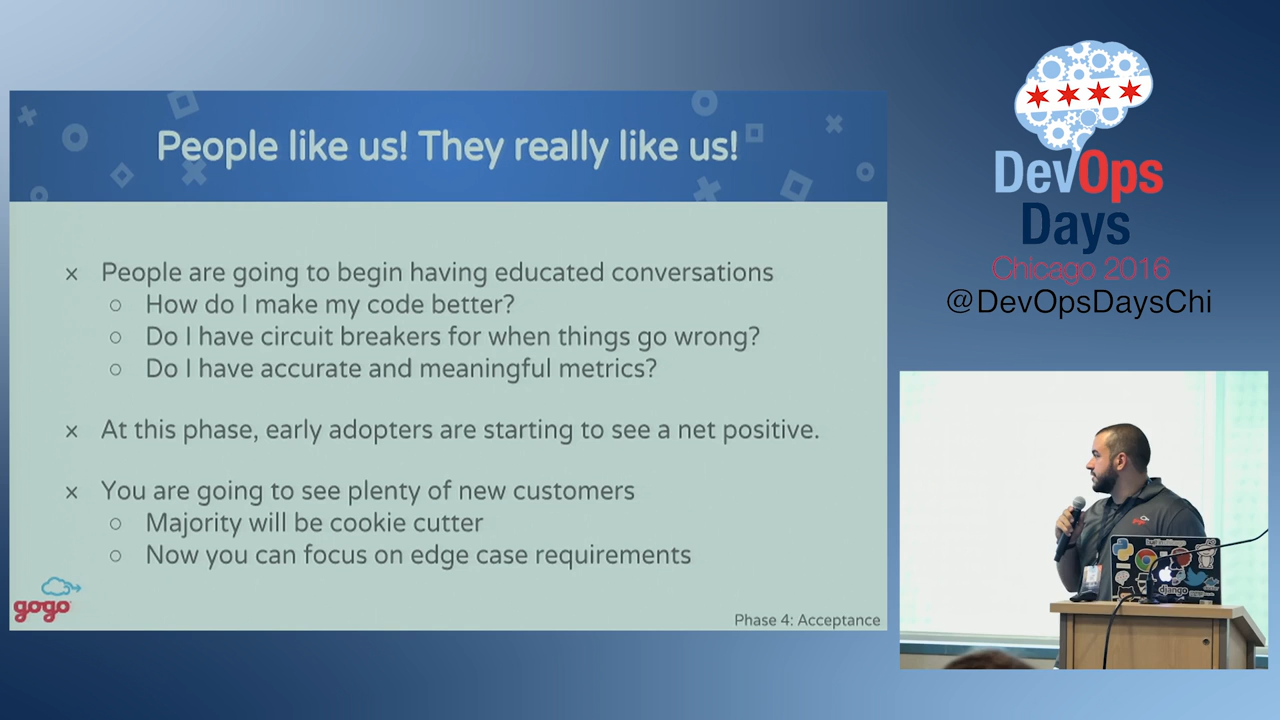 People like us! They really like us!
x People are going to begin having educated conversations
○ How do I make my code better?
○ Do I have circuit breakers for when things go wrong?
○ Do I have accurate and meaningful metrics?
x At this phase, early adopters are starting to see a net positive.
x You are going to see plenty of new customers
○ Majority will be cookie cutter
○ Now you can focus on edge case requirements
gogo
Phase 4: Acceptance
DevOps
Days
Chicago 2016
@DevOpsDaysChi
gogo
django